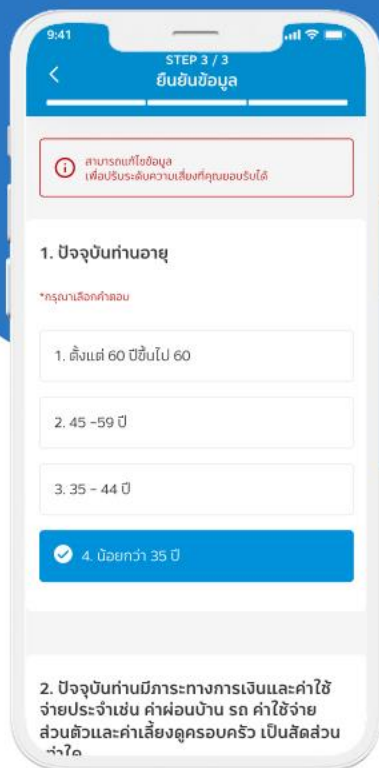 9:41
STEP 3 / 3
ยืนยันข้อมูล
สามารถแก้ไขข้อมูล
เพื่อปรับระดับความเสี่ยงที่คุณยอมรับได้
1. ปัจจุบันท่านอายุ
*กรุณาเลือกคำตอบ
1. ตั้งแต่ 60 ปีขึ้นไป 60
2. 45 -59 ปี
3. 35 - 44 ปี
4. น้อยกว่า 35 ปี
2. ปัจจุบันท่านมีภาระทางการเงินและค่าใช้
จ่ายประจำเช่น ค่าผ่อนบ้าน รถ ค่าใช้จ่าย
ส่วนตัวและค่าเลี้ยงดูครอบครัว เป็นสัดส่วน
เท่าใด